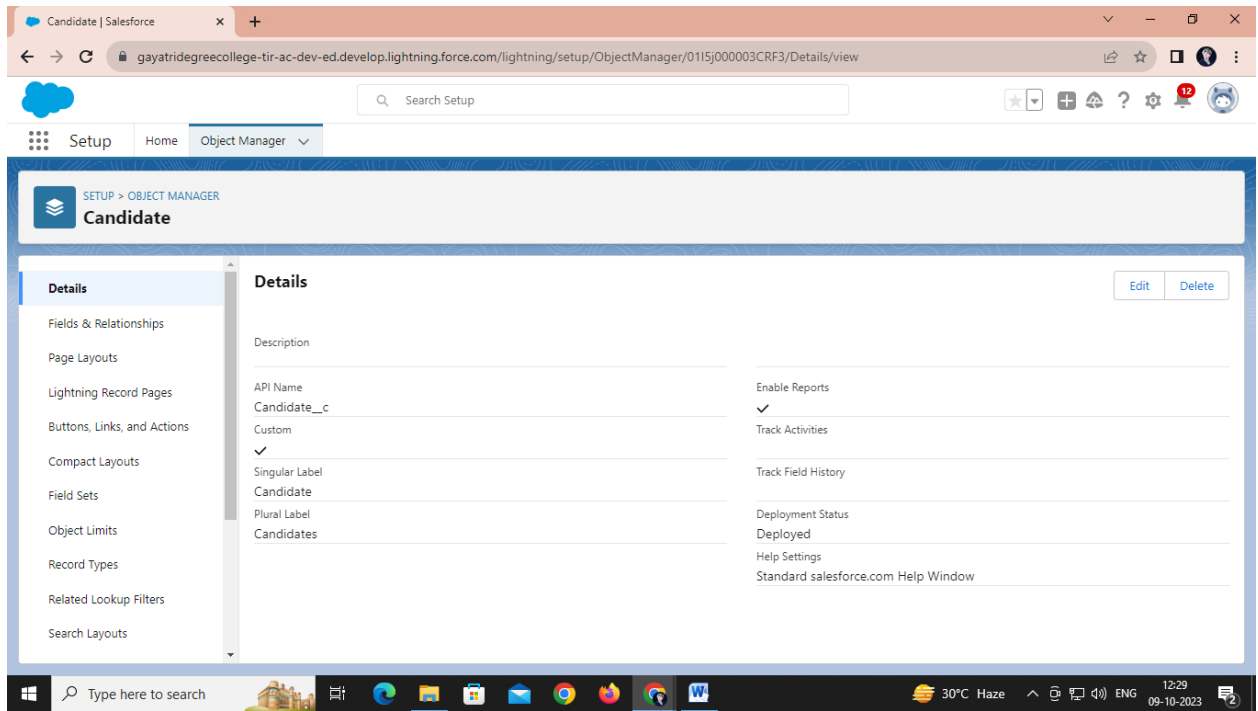 Candidate | Salesforce
gayatridegreecollege-tir-ac-dev-ed.develop.lightning.force.com/lightning/setup/ObjectManager/01I5j000003CRF3/Details/view
Search Setup
12
Setup
Home
Object Manager
SETUP > OBJECT MANAGER
Candidate
Details
Fields & Relationships
Page Layouts
Lightning Record Pages
Buttons, Links, and Actions
Compact Layouts
Field Sets
Object Limits
Record Types
Related Lookup Filters
Search Layouts
Details
Edit
Delete
Description
API Name
Candidate__c
Custom
Singular Label
Candidate
Plural Label
Candidates
Enable Reports
Track Activities
Track Field History
Deployment Status
Deployed
Help Settings
Standard salesforce.com Help Window
Type here to search
30°C Haze
ENG
12:29
09-10-2023
2